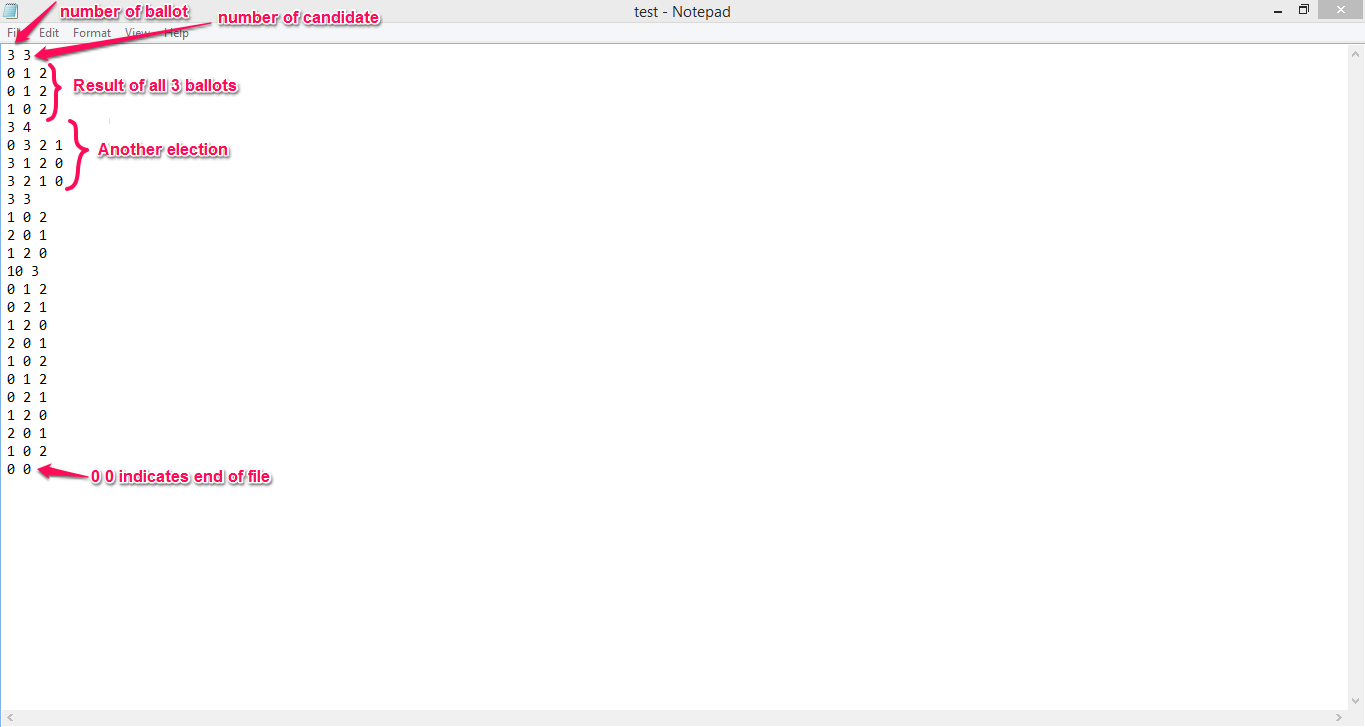 number of ballot
number of candidate
test - Notepad
File Edit Format View Help
3 3
0 1 2
0 1 2
1 0 2
Result of all 3 ballots
3 4
0 3 2 1
3 1 2 0
3 2 1 0
Another election
3 3
1 0 2
2 0 1
1 2 0
10 3
0 1 2
0 2 1
1 2 0
2 0 1
1 0 2
0 1 2
0 2 1
1 2 0
2 0 1
1 0 2
0 0
0 0 indicates end of file